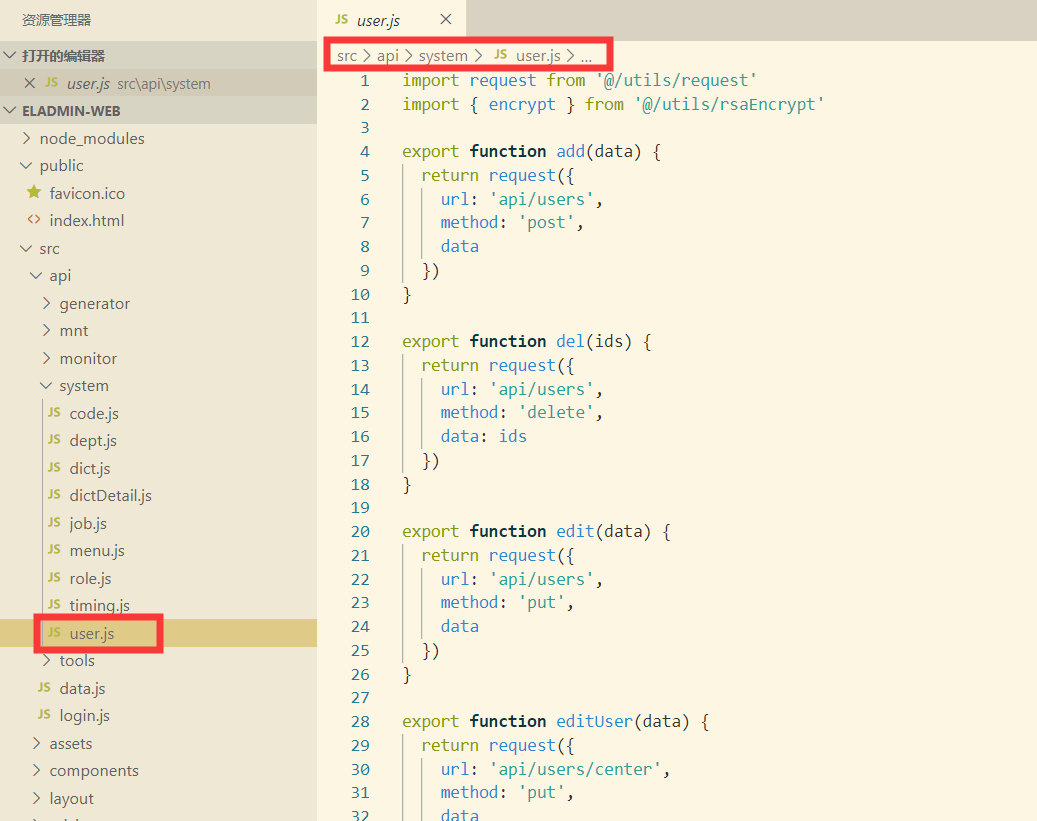 资源管理器
打开的编辑器
JS user.js src\api\system
ELADMIN-WEB
node_modules
public
favicon.ico
<> index.html
src
api
generator
mnt
monitor
system
JS code.js
JS dept.js
JS dict.js
JS dictDetail.js
JS job.js
JS menu.js
JS role.js
JS timing.js
JS user.js
tools
JS data.js
JS login.js
assets
components
layout
JS user.js
src > api > system > JS user.js > ...
1 import request from '@/utils/request'
2 import { encrypt } from '@/utils/rsaEncrypt'
3
4 export function add(data) {
5 return request({
6 url: 'api/users',
7 method: 'post',
8 data
9 })
10 }
11
12 export function del(ids) {
13 return request({
14 url: 'api/users',
15 method: 'delete',
16 data: ids
17 })
18 }
19
20 export function edit(data) {
21 return request({
22 url: 'api/users',
23 method: 'put',
24 data
25 })
26 }
27
28 export function editUser(data) {
29 return request({
30 url: 'api/users/center',
31 method: 'put',
32 data